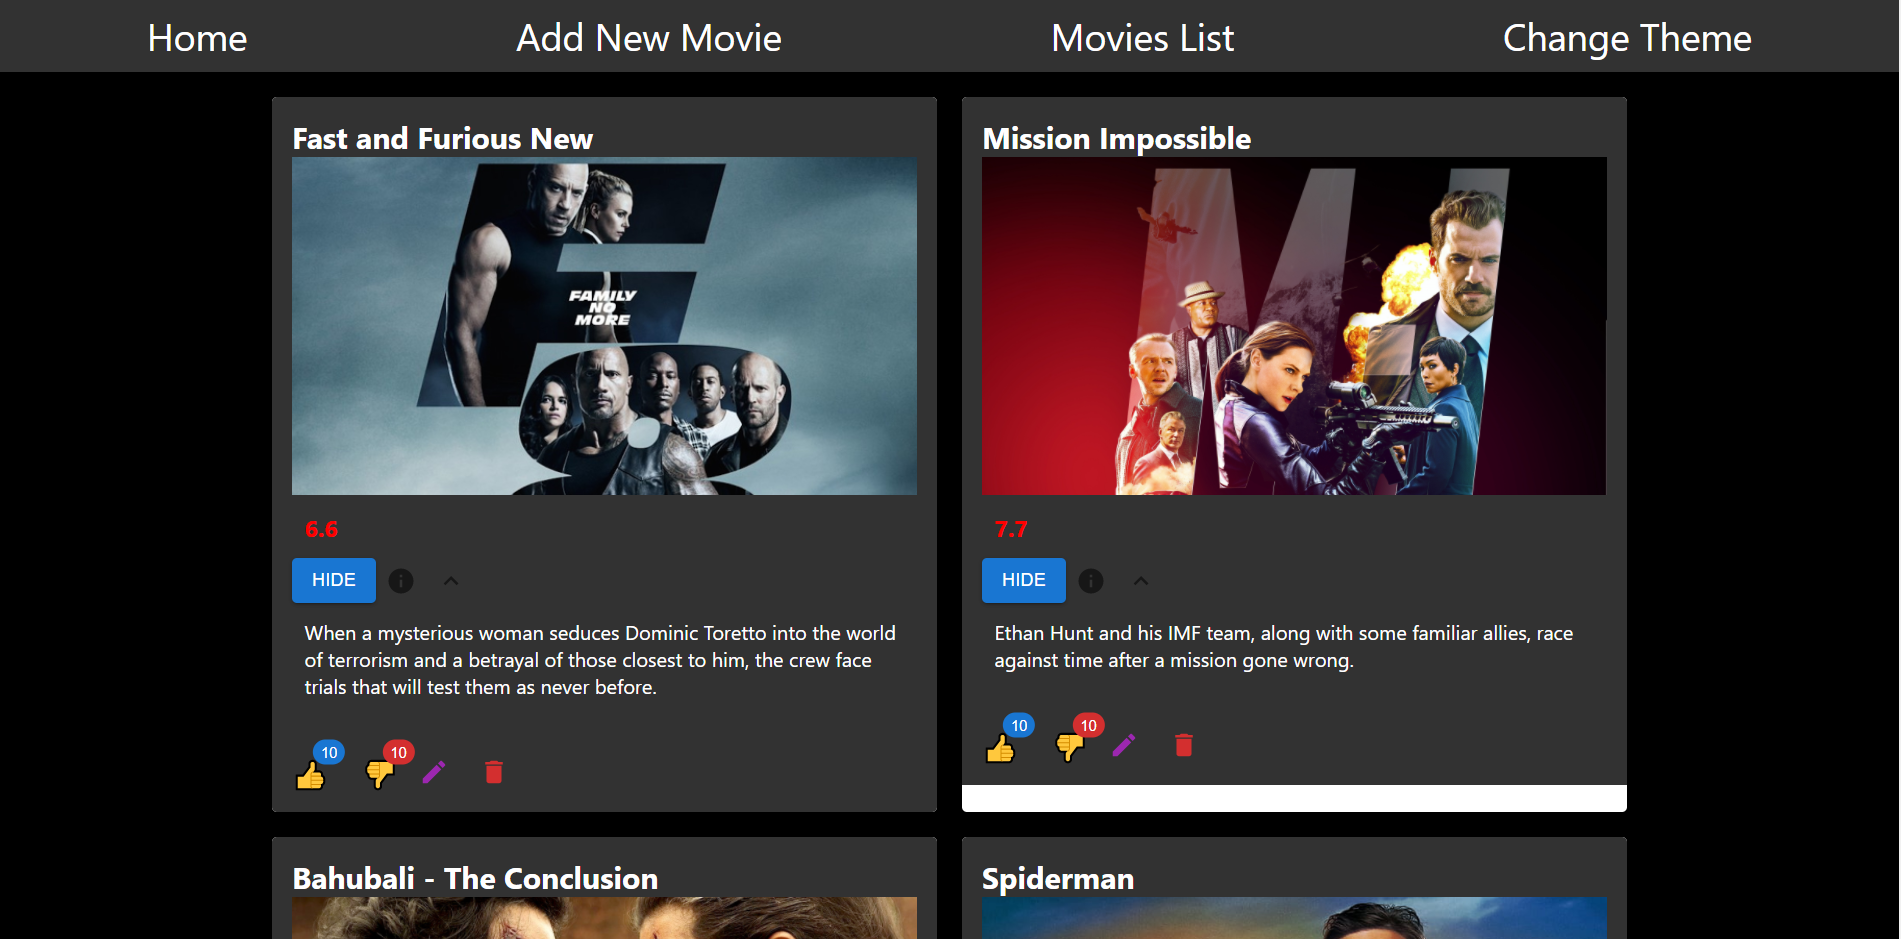 Home
Add New Movie
Movies List
Change Theme
Fast and Furious New
FAMILY
NO
MORE
6.6
HIDE
When a mysterious woman seduces Dominic Toretto into the world
of terrorism and a betrayal of those closest to him, the crew face
trials that will test them as never before.
10
10
Mission Impossible
7.7
HIDE
Ethan Hunt and his IMF team, along with some familiar allies, race
against time after a mission gone wrong.
10
10
Bahubali - The Conclusion
Spiderman